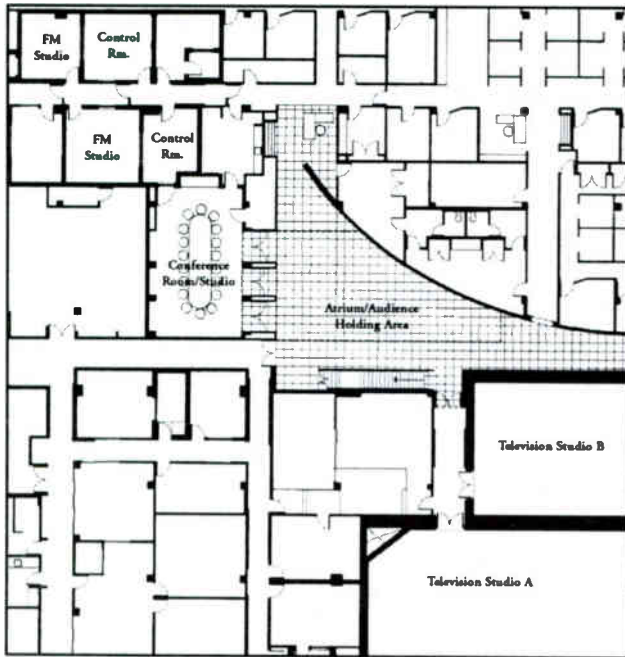 FM
Studio
Control
Rm.
FM
Studio
Control
Rm.
Conference
Room/Studio
Atrium/Audience
Holding Area
Television Studio B
Television Studio A